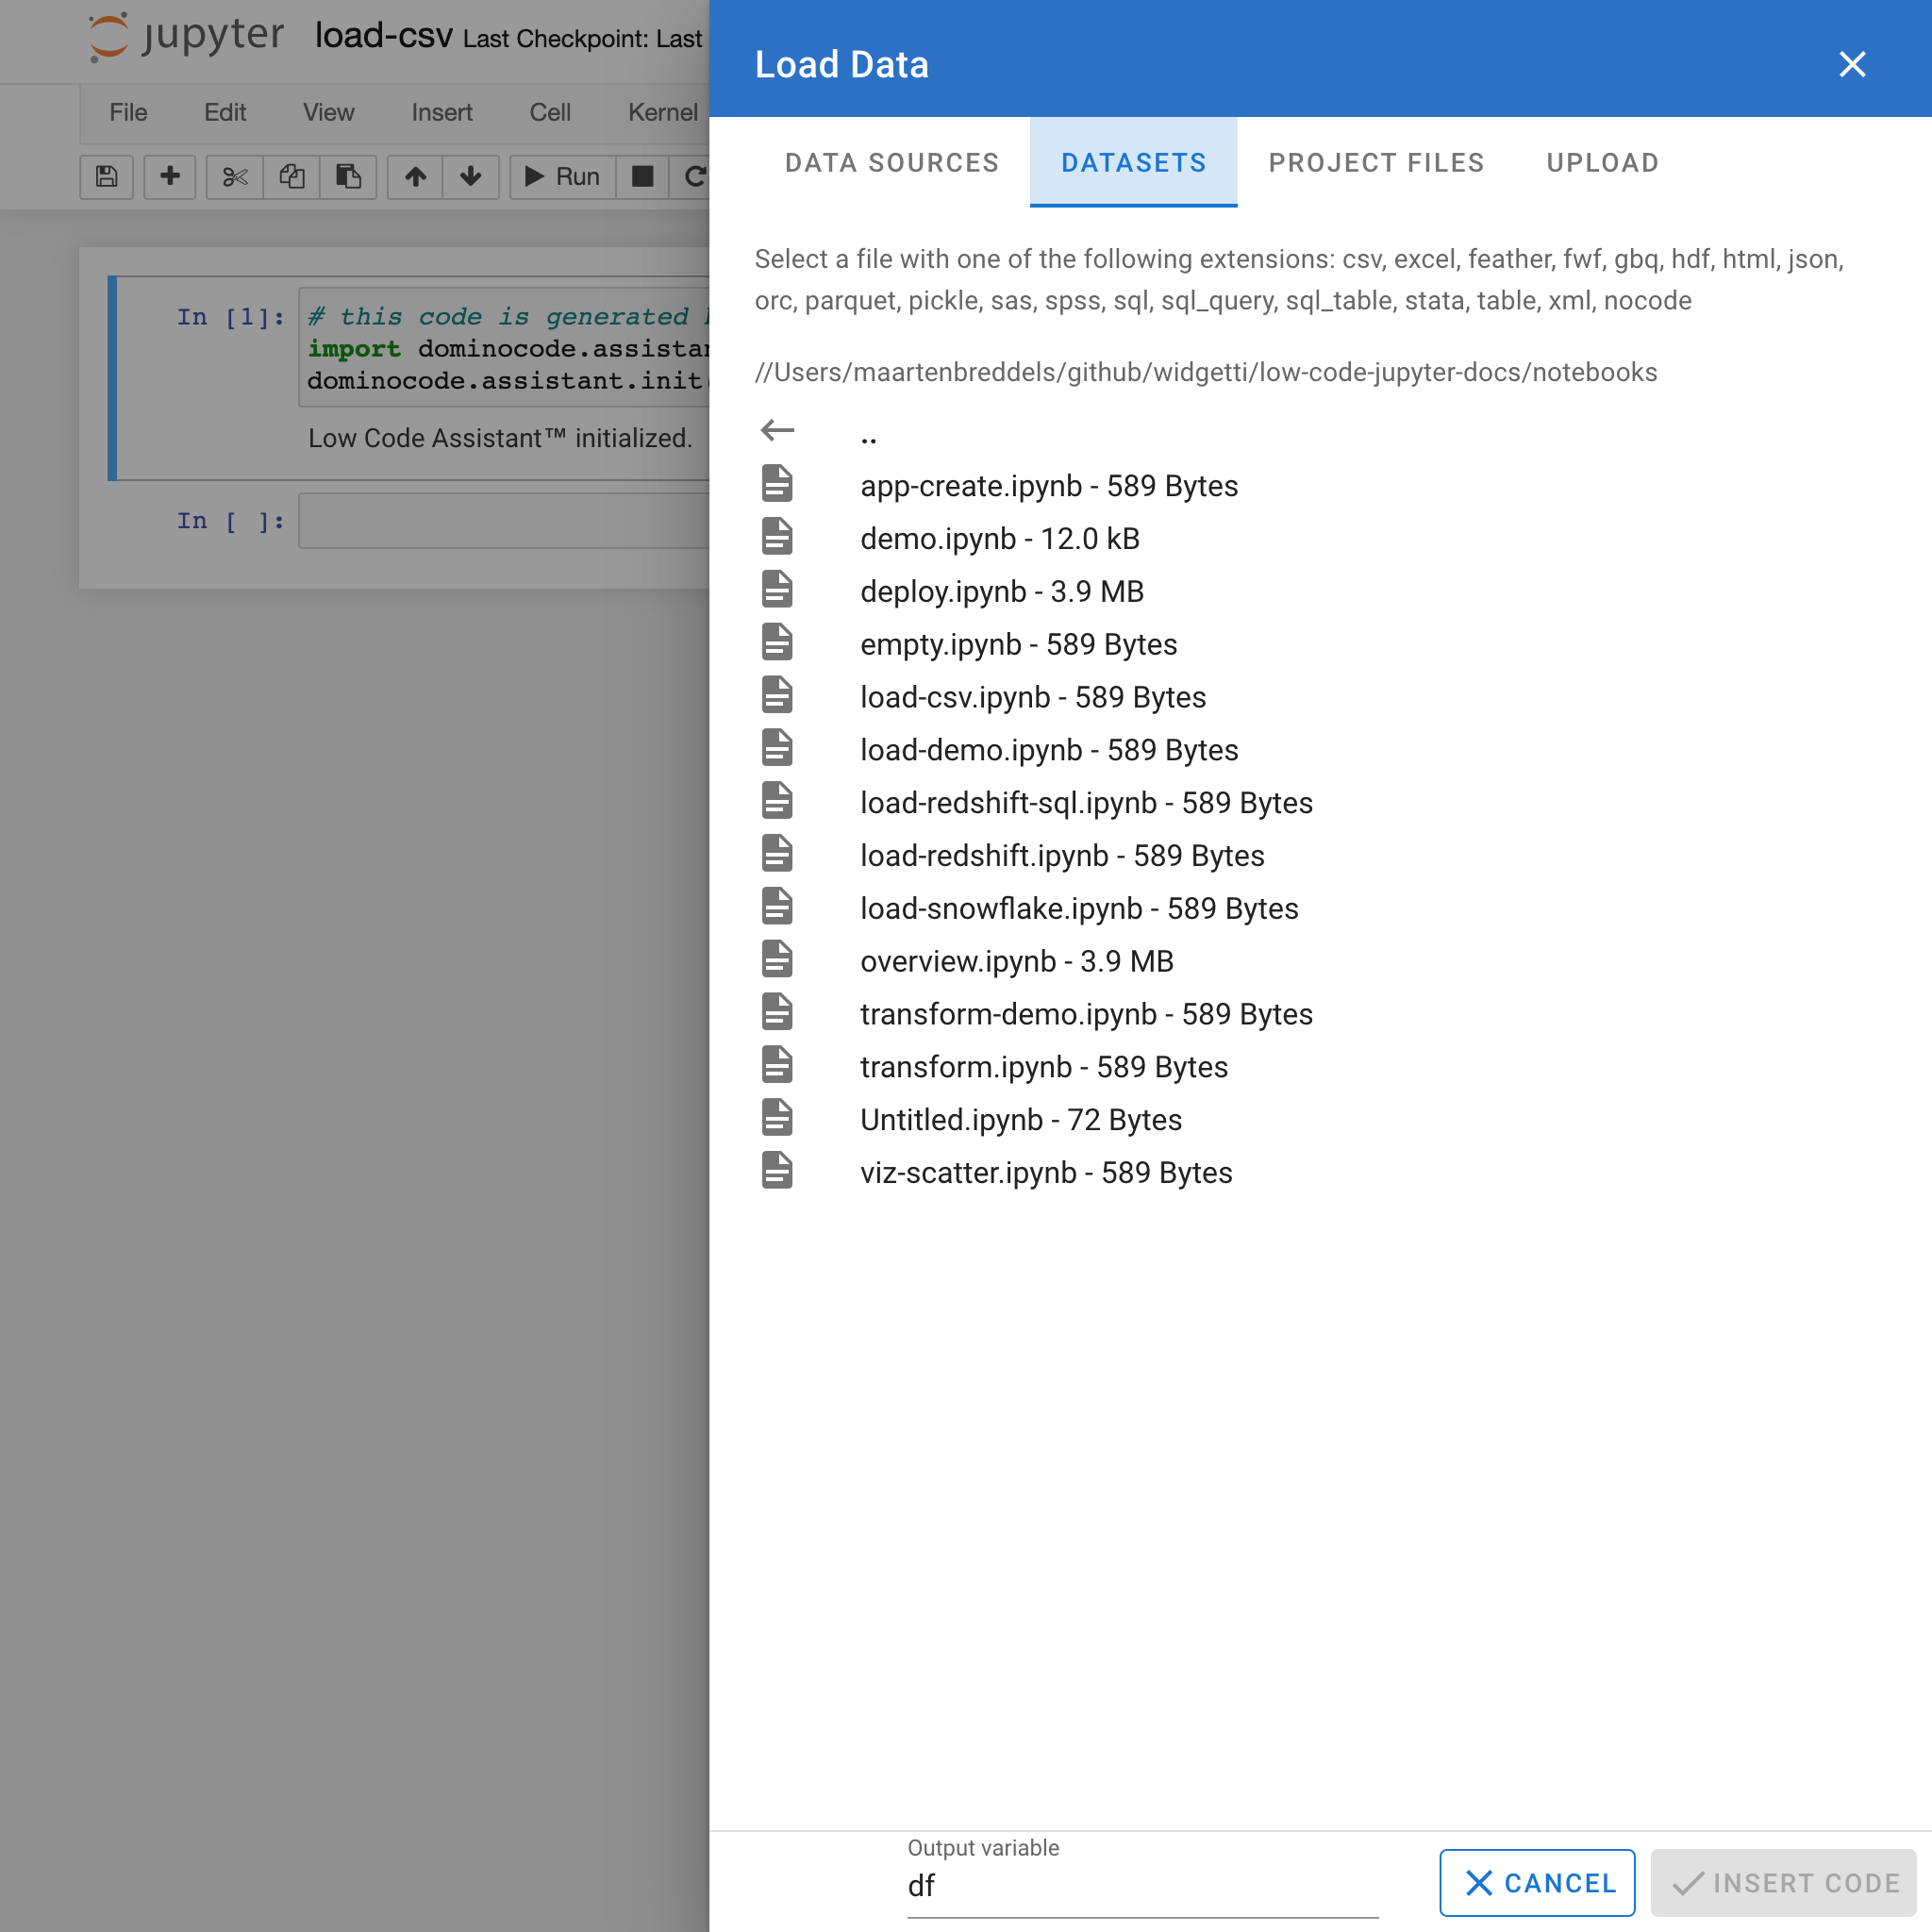 jupyter load-csv Last Checkpoint: Last
File Edit View Insert Cell Kernel
Run
In [1]: # this code is generated
import dominocode.assistan
dominocode.assistant.init
Low Code Assistant™ initialized.
In [ ]:
Load Data
DATA SOURCES DATASETS PROJECT FILES UPLOAD
Select a file with one of the following extensions: csv, excel, feather, fwf, gbq, hdf, html, json,
orc, parquet, pickle, sas, spss, sql, sql_query, sql_table, stata, table, xml, nocode
//Users/maartenbreddels/github/widgetti/low-code-jupyter-docs/notebooks
..
app-create.ipynb - 589 Bytes
demo.ipynb - 12.0 kB
deploy.ipynb - 3.9 MB
empty.ipynb - 589 Bytes
load-csv.ipynb - 589 Bytes
load-demo.ipynb - 589 Bytes
load-redshift-sql.ipynb - 589 Bytes
load-redshift.ipynb - 589 Bytes
load-snowflake.ipynb - 589 Bytes
overview.ipynb - 3.9 MB
transform-demo.ipynb - 589 Bytes
transform.ipynb - 589 Bytes
Untitled.ipynb - 72 Bytes
viz-scatter.ipynb - 589 Bytes
Output variable
df
CANCEL INSERT CODE